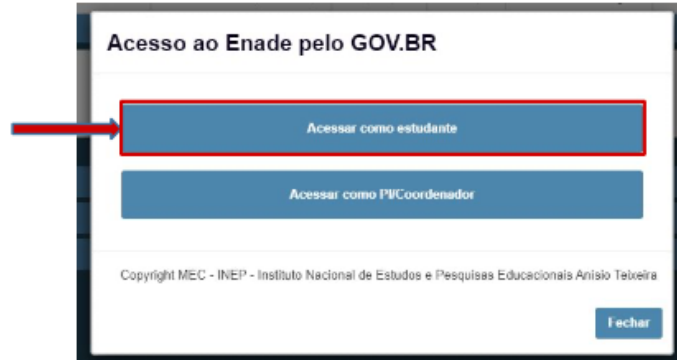 Acesso ao Enade pelo GOV.BR
Acessar como estudante
Acessar como PI/Coordenador
Copyright MEC - INEP - Instituto Nacional de Estudos e Pesquisas Educacionais Anisio Teixeira
Fechar